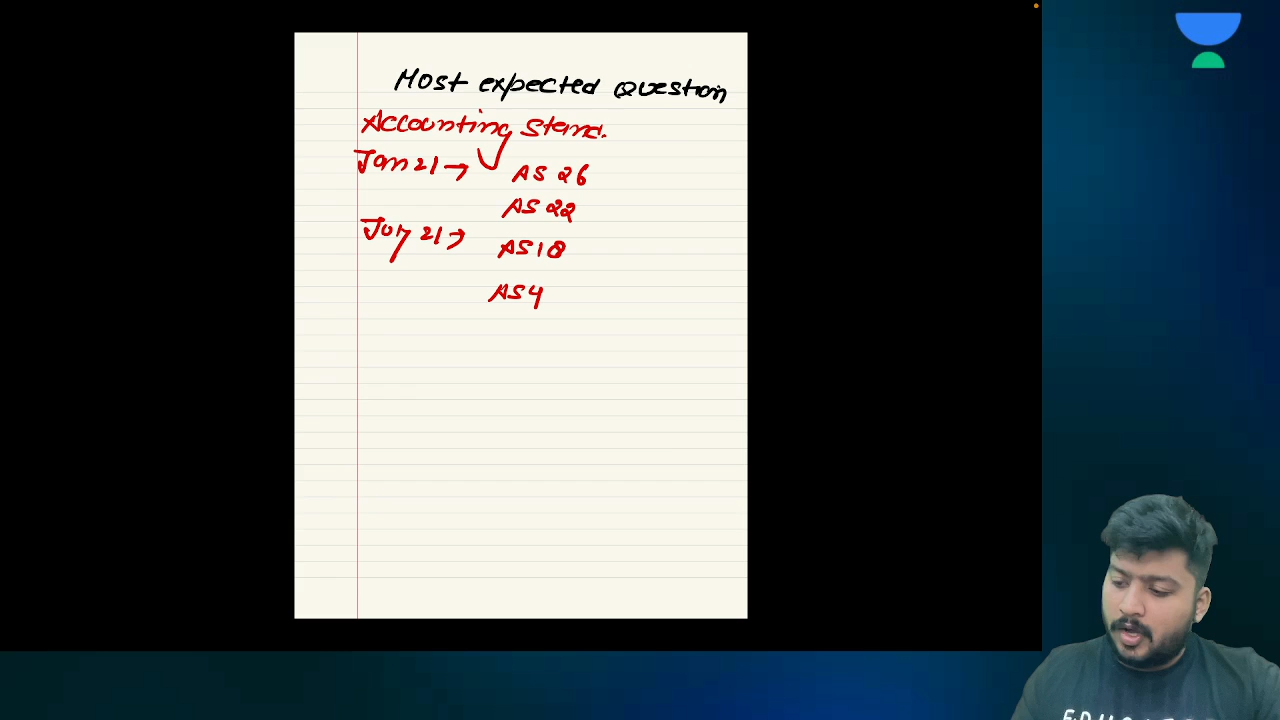 Most expected Question
Accounting Stand.
Jan 21 → AS 26
AS 22
July 21 → AS 18
AS 4